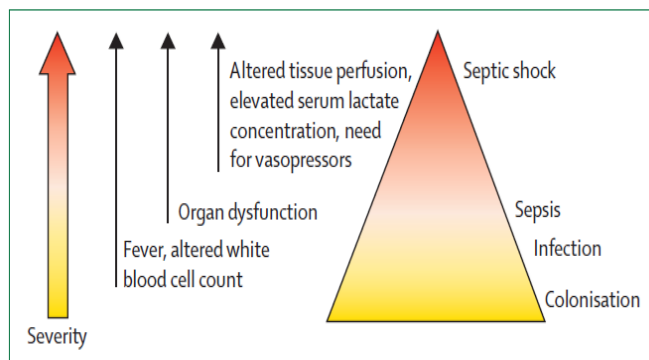 Altered tissue perfusion,
elevated serum lactate
concentration, need
for vasopressors
Septic shock
Organ dysfunction
Sepsis
Fever, altered white
blood cell count
Infection
Colonisation
Severity